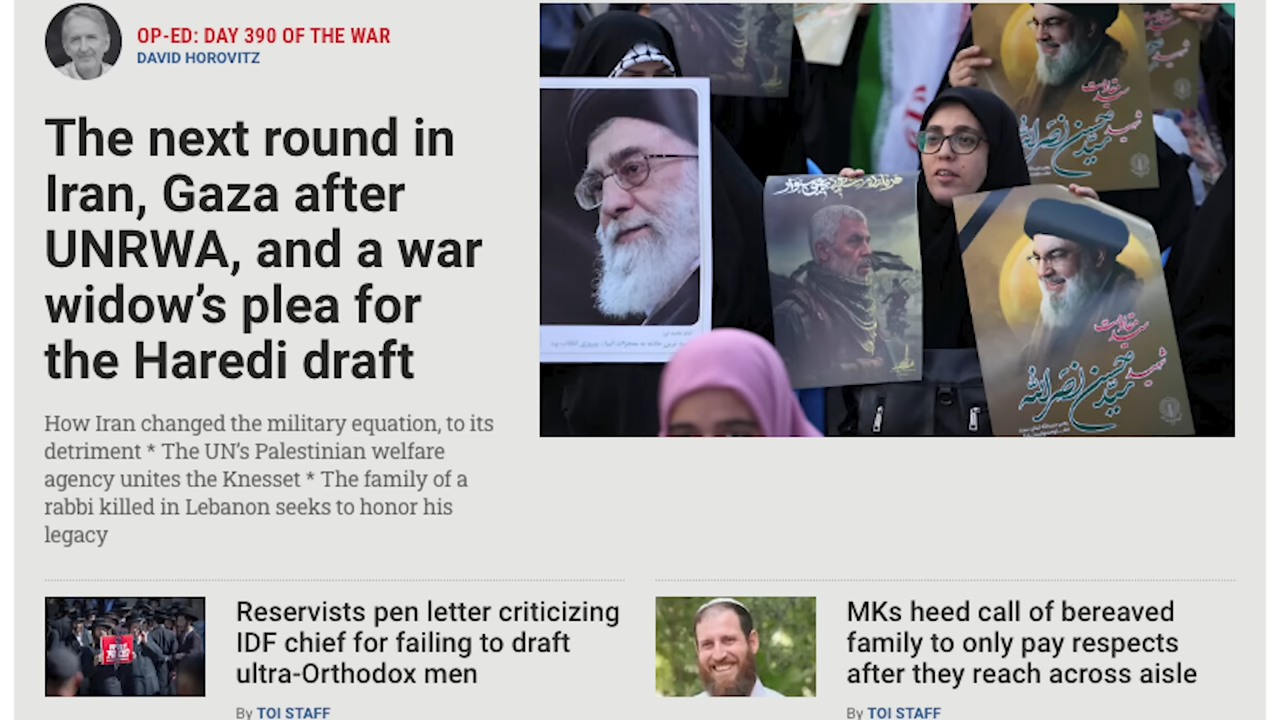 OP-ED: DAY 390 OF THE WAR
DAVID HOROVITZ
The next round in
Iran, Gaza after
UNRWA, and a war
widow’s plea for
the Haredi draft
How Iran changed the military equation, to its
detriment * The UN’s Palestinian welfare
agency unites the Knesset * The family of a
rabbi killed in Lebanon seeks to honor his
legacy
شهید
سید حسن نصرالله
Reservists pen letter criticizing
IDF chief for failing to draft
ultra-Orthodox men
By TOI STAFF
MKs heed call of bereaved
family to only pay respects
after they reach across aisle
By TOI STAFF